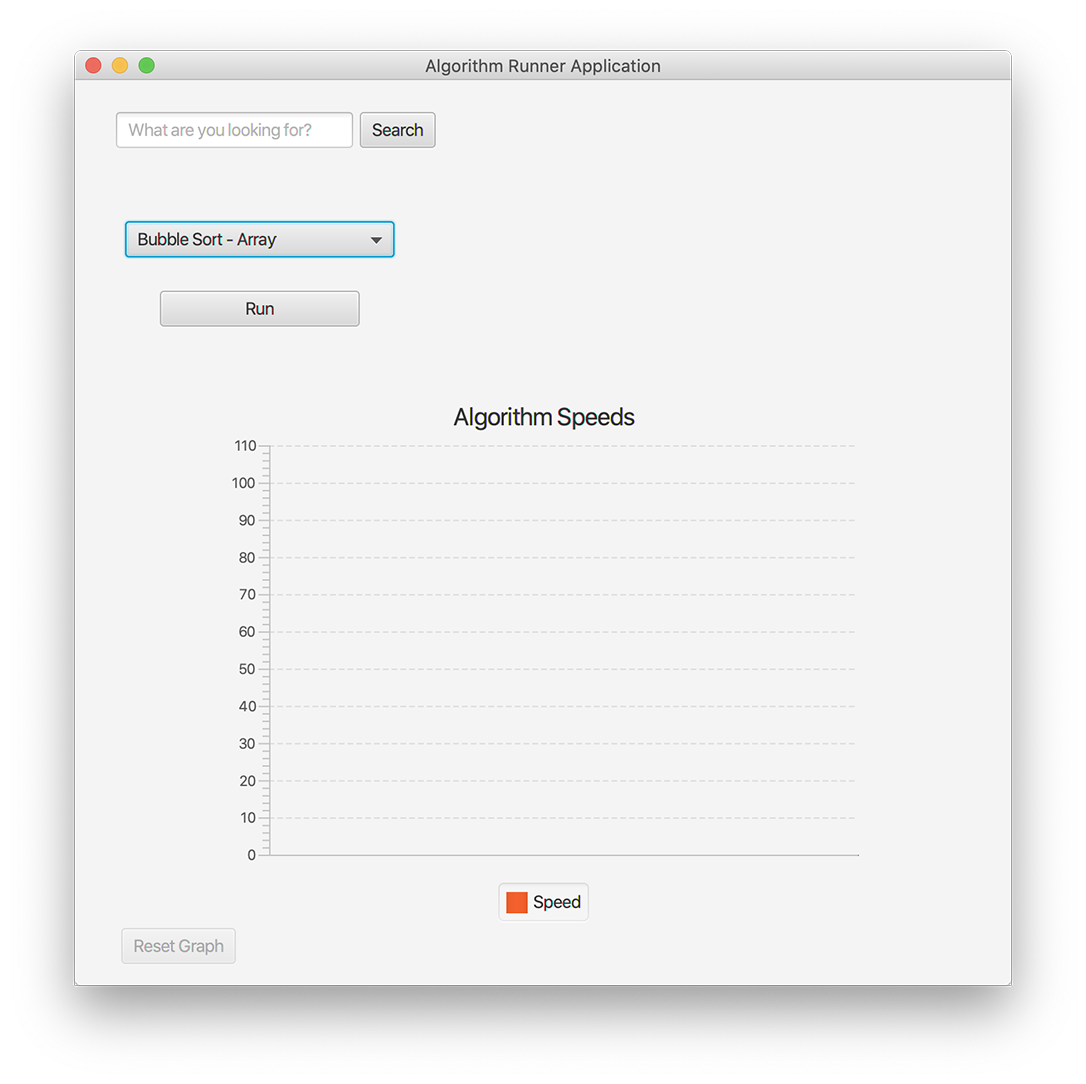 Algorithm Runner Application
What are you looking for?
Search
Bubble Sort - Array
Run
Algorithm Speeds
110
100
90
80
70
60
50
40
30
20
10
0
Speed
Reset Graph